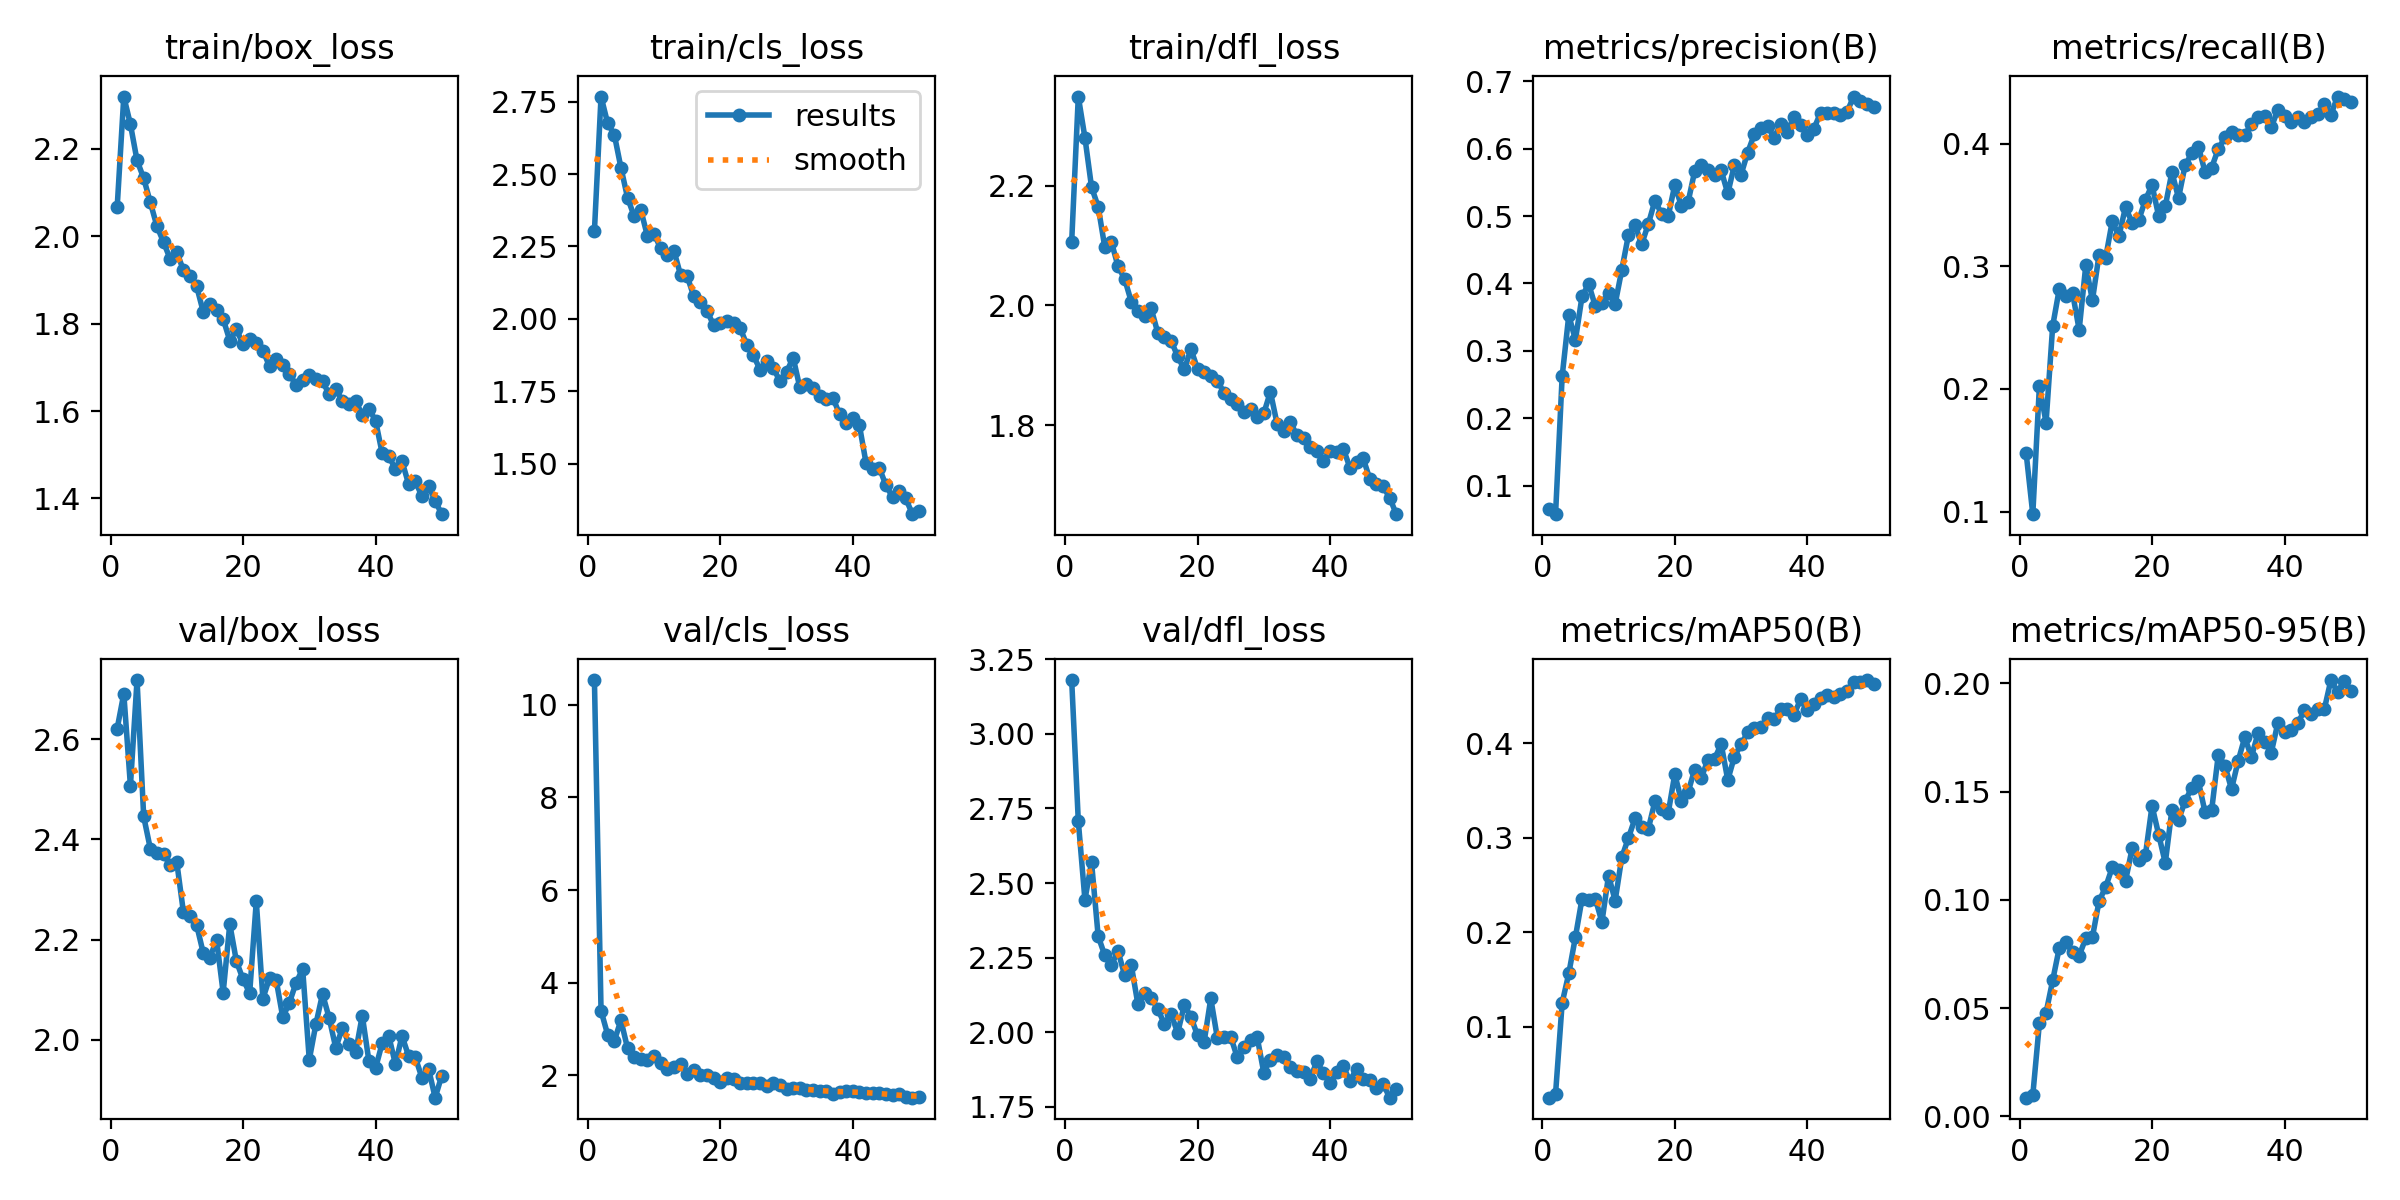 train/box_loss
2.2
2.0
1.8
1.6
1.4
0 20 40
train/cls_loss
results
smooth
2.75
2.50
2.25
2.00
1.75
1.50
0 20 40
train/dfl_loss
2.2
2.0
1.8
0 20 40
metrics/precision(B)
0.7
0.6
0.5
0.4
0.3
0.2
0.1
0 20 40
metrics/recall(B)
0.4
0.3
0.2
0.1
0 20 40
val/box_loss
2.6
2.4
2.2
2.0
0 20 40
val/cls_loss
10
8
6
4
2
0 20 40
val/dfl_loss
3.25
3.00
2.75
2.50
2.25
2.00
1.75
0 20 40
metrics/mAP50(B)
0.4
0.3
0.2
0.1
0 20 40
metrics/mAP50-95(B)
0.20
0.15
0.10
0.05
0.00
0 20 40